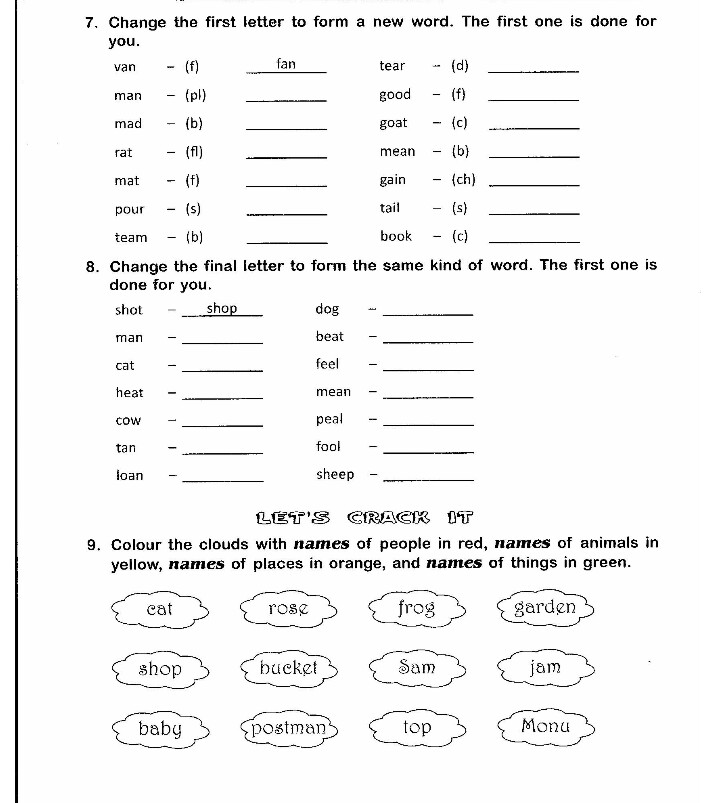 7. Change the first letter to form a new word. The first one is done for
you.
van – (f) fan tear – (d)
man – (pl) good – (f)
mad – (b) goat – (c)
rat – (fl) mean – (b)
mat – (f) gain – (ch)
pour – (s) tail – (s)
team – (b) book – (c)
8. Change the final letter to form the same kind of word. The first one is
done for you.
shot – shop dog –
man – beat –
cat – feel –
heat – mean –
cow – peal –
tan – fool –
loan – sheep –
LET'S CRACK IT
9. Colour the clouds with names of people in red, names of animals in
yellow, names of places in orange, and names of things in green.
cat rose frog garden
shop bucket Sam jam
baby postman top Monu